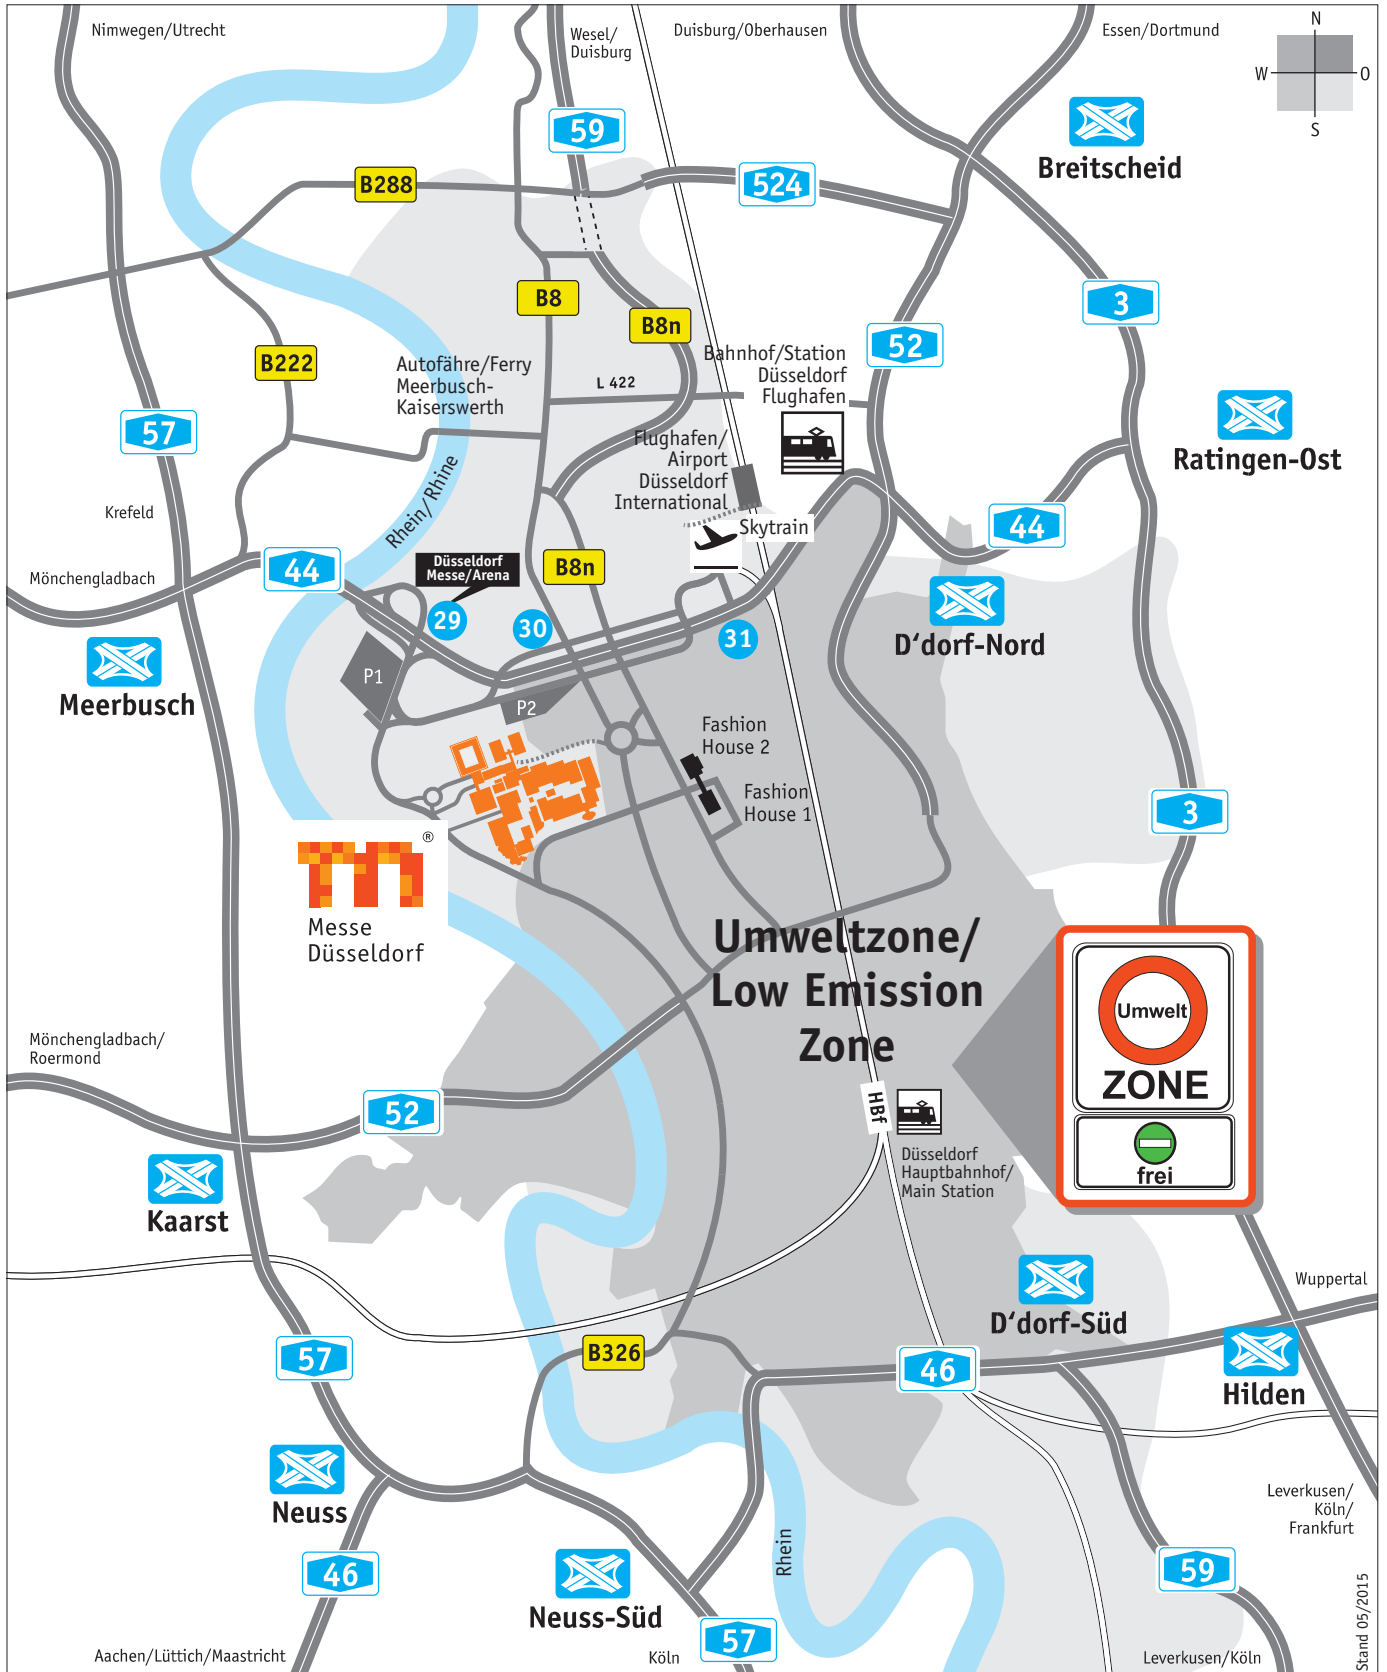 Nimwegen/Utrecht
Wesel/
Duisburg
Duisburg/Oberhausen
Essen/Dortmund
N
W
O
S
59
Breitscheid
B288
524
B8
B8n
3
52
B222
Autofähre/Ferry
Meerbusch-
Kaiserswerth
L 422
Bahnhof/Station
Düsseldorf
Flughafen
57
Ratingen-Ost
Flughafen/
Airport
Düsseldorf
International
Rhein/Rhine
Krefeld
Skytrain
44
Mönchengladbach
44
Düsseldorf
Messe/Arena
B8n
29
30
31
D‘dorf-Nord
Meerbusch
P1
P2
Fashion
House 2
Fashion
House 1
3
®
Messe
Düsseldorf
Umweltzone/
Low Emission
Zone
Umwelt
ZONE
frei
Mönchengladbach/
Roermond
52
HBf
Düsseldorf
Hauptbahnhof/
Main Station
Kaarst
Wuppertal
D‘dorf-Süd
57
B326
46
Hilden
Neuss
Leverkusen/
Köln/
Frankfurt
46
Rhein
59
Neuss-Süd
57
Aachen/Lüttich/Maastricht
Köln
Leverkusen/Köln
Stand 05/2015